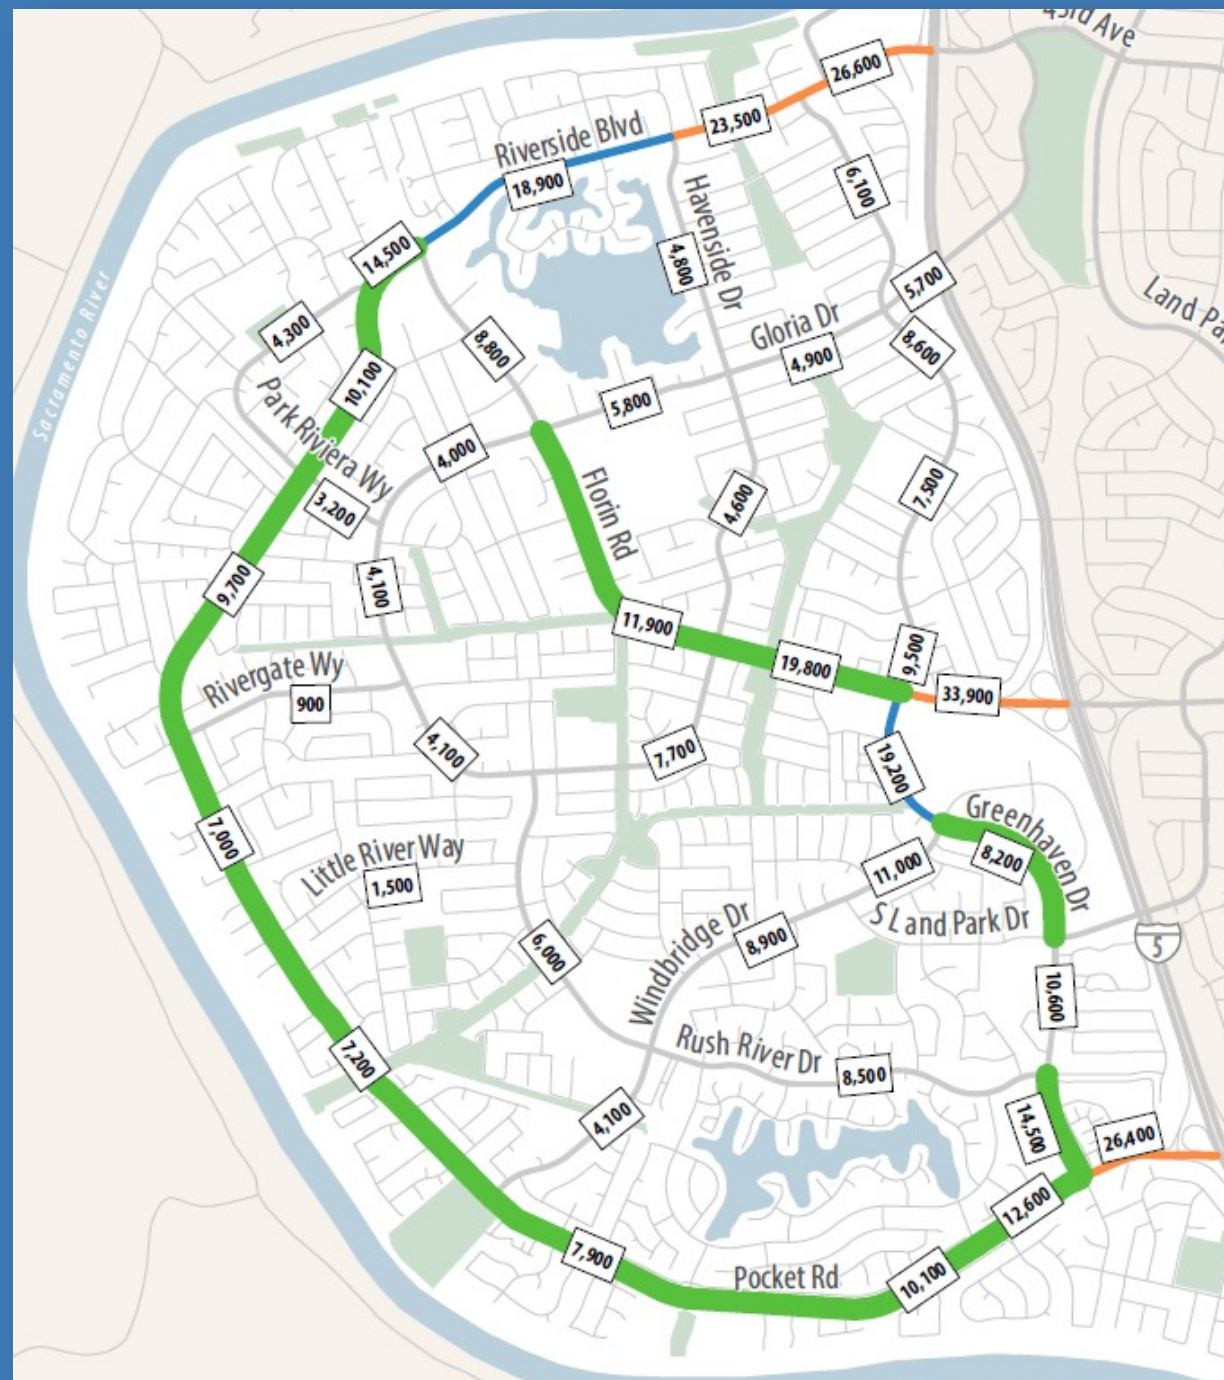 43rd Ave
26,600
23,500
Riverside Blvd
18,900
6,100
Havenside Dr
4,800
14,500
5,700
Land Pa
Sacramento River
4,300
8,800
Gloria Dr
4,900
8,600
10,100
Park Riviera Wy
5,800
4,000
3,200
Florin Rd
4,600
7,500
9,700
4,100
11,900
19,800
9,500
33,900
Rivergate Wy
900
4,100
7,700
19,200
7,000
Little River Way
1,500
Greenhaven Dr
8,200
11,000
S Land Park Dr
Windbridge Dr
8,900
6,000
5
10,600
7,200
Rush River Dr
8,500
4,100
14,500
26,400
12,600
7,900
Pocket Rd
10,100